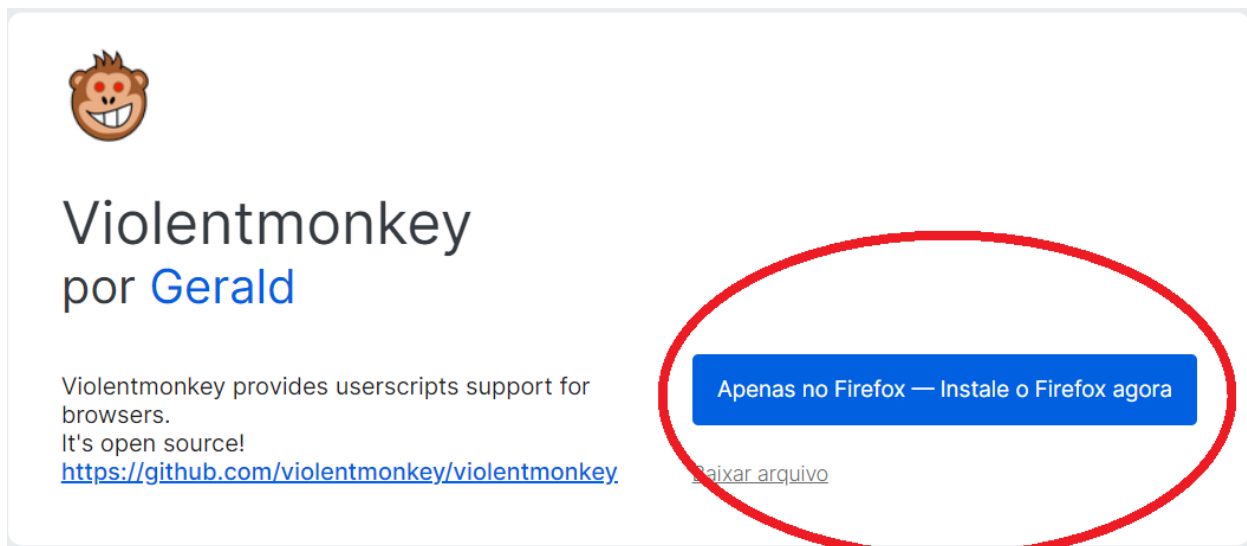 Violentmonkey
por Gerald
Violentmonkey provides userscripts support for
browsers.
It's open source!
https://github.com/violentmonkey/violentmonkey
Apenas no Firefox — Instale o Firefox agora
Baixar arquivo